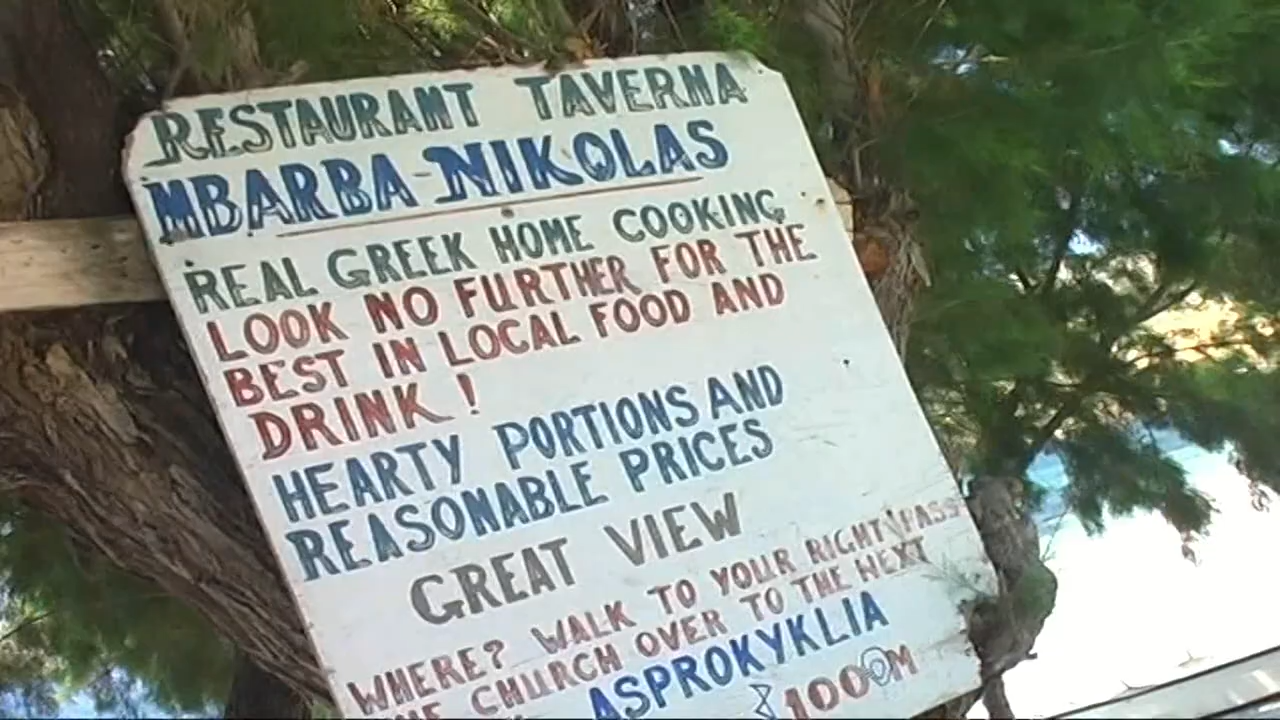 RESTAURANT TAVERNA
MBARBA-NIKOLAS
REAL GREEK HOME COOKING
LOOK NO FURTHER FOR THE
BEST IN LOCAL FOOD AND
DRINK!
HEARTY PORTIONS AND
REASONABLE PRICES
GREAT VIEW
WHERE? WALK TO YOUR RIGHT\PASS
THE CHURCH OVER TO THE NEXT
ASPROKYKLIA
100M